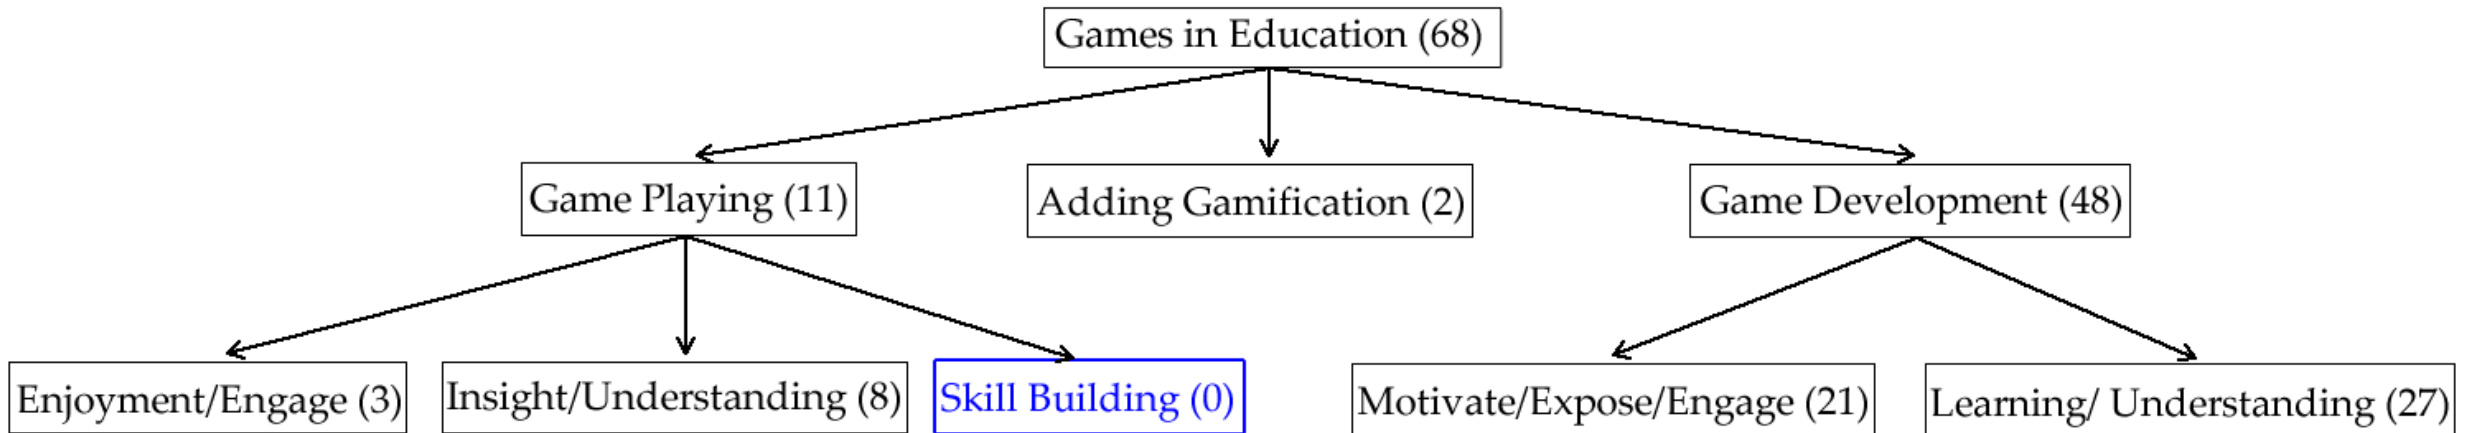 Games in Education (68)
Game Playing (11)
Adding Gamification (2)
Game Development (48)
Enjoyment/Engage (3)
Insight/Understanding (8)
Skill Building (0)
Motivate/Expose/Engage (21)
Learning/ Understanding (27)